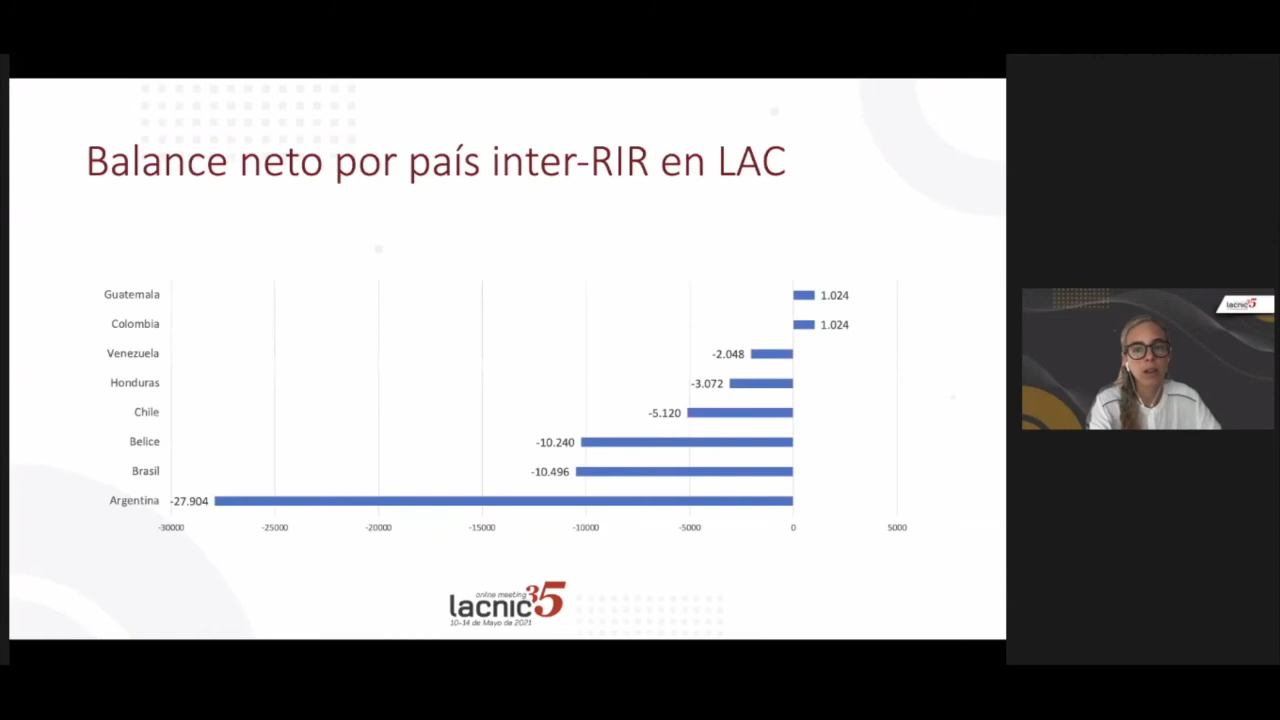 Balance neto por país inter-RIR en LAC
Guatemala 1.024
Colombia 1.024
Venezuela -2.048
Honduras -3.072
Chile -5.120
Belice -10.240
Brasil -10.496
Argentina -27.904
-30000 -25000 -20000 -15000 -10000 -5000 0 5000
online meeting
lacnic35
10-14 de Mayo de 2021
lacnic35